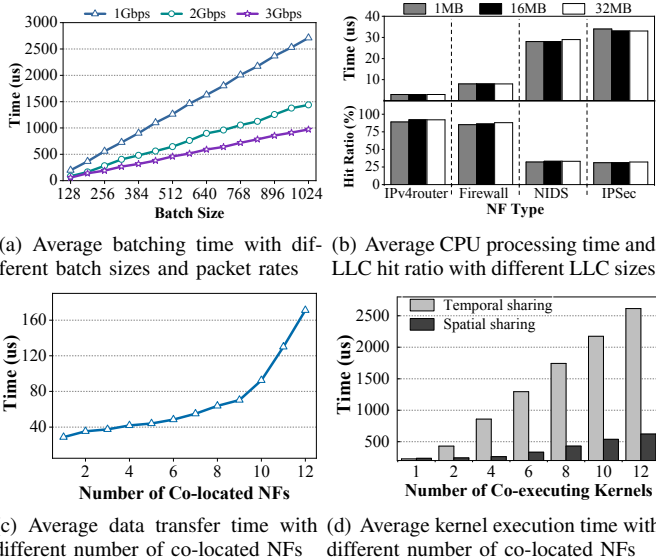 1Gbps 2Gbps 3Gbps
3000
2500
2000
1500
1000
500
0
Time (us)
128 256 384 512 640 768 896 1024
Batch Size
(a) Average batching time with dif-
ferent batch sizes and packet rates
1MB 16MB 32MB
40
30
20
10
Time (us)
100
75
50
25
0
Hit Ratio (%)
IPv4router Firewall NIDS IPSec
NF Type
(b) Average CPU processing time and
LLC hit ratio with different LLC sizes
160
120
80
40
Time (us)
2 4 6 8 10 12
Number of Co-located NFs
c) Average data transfer time with
different number of co-located NFs
Temporal sharing
Spatial sharing
2500
2000
1500
1000
500
Time (us)
1 2 4 6 8 10 12
Number of Co-executing Kernels
(d) Average kernel execution time with
different number of co-located NFs